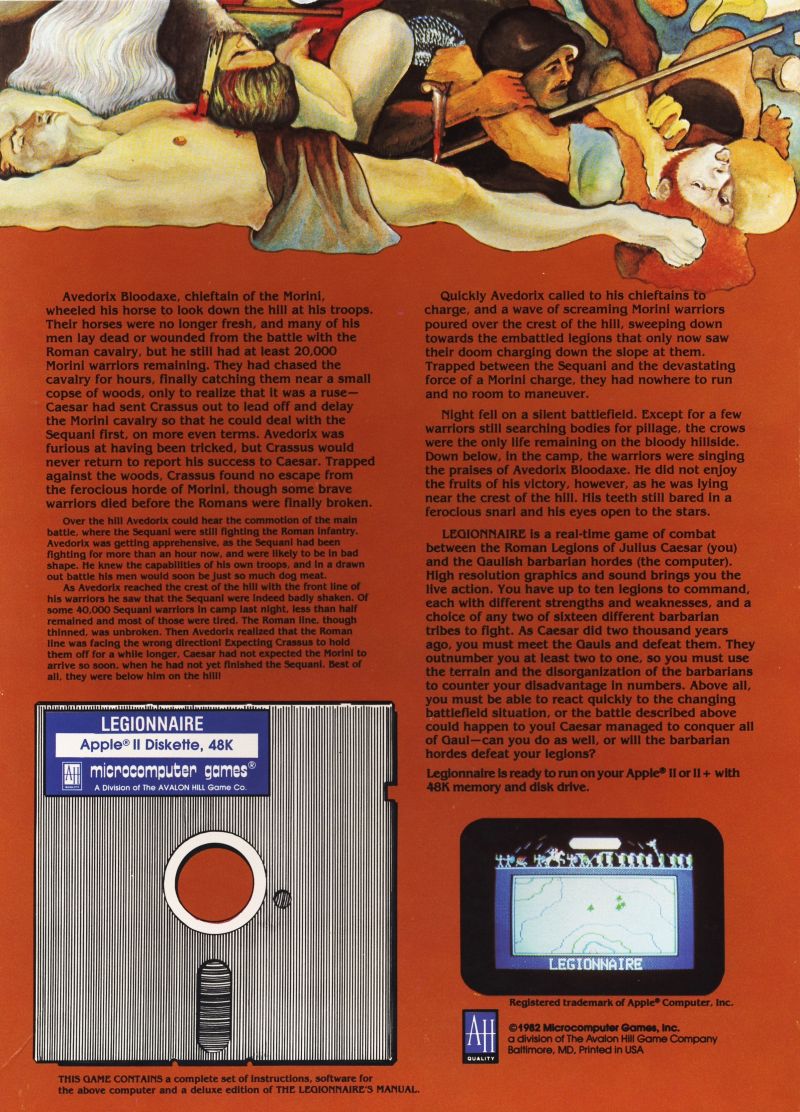 Avedorix Bloodaxe, chieftain of the Morini,
wheeled his horse to look down the hill at his troops.
Their horses were no longer fresh, and many of his
men lay dead or wounded from the battle with the
Roman cavalry, but he still had at least 20,000
Morini warriors remaining. They had chased the
cavalry for hours, finally catching them near a small
copse of woods, only to realize that it was a ruse—
Caesar had sent Crassus out to lead off and delay
the Morini cavalry so that he could deal with the
Sequani first, on more even terms. Avedorix was
furious at having been tricked, but Crassus would
never return to report his success to Caesar. Trapped
against the woods, Crassus found no escape from
the ferocious horde of Morini, though some brave
warriors died before the Romans were finally broken.
Over the hill Avedorix could hear the commotion of the main
battle, where the Sequani were still fighting the Roman infantry.
Avedorix was getting apprehensive, as the Sequani had been
fighting for more than an hour now, and were likely to be in bad
shape. He knew the capabilities of his own troops, and in a drawn
out battle his men would soon be just so much dog meat.
As Avedorix reached the crest of the hill with the front line of
his warriors he saw that the Sequani were indeed badly shaken. Of
some 40,000 Sequani warriors in camp last night, less than half
remained and most of those were tired. The Roman line, though
thinned, was unbroken. Then Avedorix realized that the Roman
line was facing the wrong direction! Expecting Crassus to hold
them off for a while longer, Caesar had not expected the Morini to
arrive so soon, when he had not yet finished the Sequani. Best of
all, they were below him on the hill!
LEGIONNAIRE
Apple® II Diskette, 48K
AH
QUALITY
microcomputer games®
A Division of The AVALON HILL Game Co.
THIS GAME CONTAINS a complete set of instructions, software for
the above computer and a deluxe edition of THE LEGIONNAIRE'S MANUAL.
Quickly Avedorix called to his chieftains to
charge, and a wave of screaming Morini warriors
poured over the crest of the hill, sweeping down
towards the embattled legions that only now saw
their doom charging down the slope at them.
Trapped between the Sequani and the devastating
force of a Morini charge, they had nowhere to run
and no room to maneuver.
Night fell on a silent battlefield. Except for a few
warriors still searching bodies for pillage, the crows
were the only life remaining on the bloody hillside.
Down below, in the camp, the warriors were singing
the praises of Avedorix Bloodaxe. He did not enjoy
the fruits of his victory, however, as he was lying
near the crest of the hill. His teeth still bared in a
ferocious snarl and his eyes open to the stars.
LEGIONNAIRE is a real-time game of combat
between the Roman Legions of Julius Caesar (you)
and the Gaulish barbarian hordes (the computer).
High resolution graphics and sound brings you the
live action. You have up to ten legions to command,
each with different strengths and weaknesses, and a
choice of any two of sixteen different barbarian
tribes to fight. As Caesar did two thousand years
ago, you must meet the Gauls and defeat them. They
outnumber you at least two to one, so you must use
the terrain and the disorganization of the barbarians
to counter your disadvantage in numbers. Above all,
you must be able to react quickly to the changing
battlefield situation, or the battle described above
could happen to you! Caesar managed to conquer all
of Gaul—can you do as well, or will the barbarian
hordes defeat your legions?
Legionnaire is ready to run on your Apple® II or II + with
48K memory and disk drive.
LEGIONNAIRE
Registered trademark of Apple® Computer, Inc.
AH
QUALITY
©1982 Microcomputer Games, Inc.
a division of The Avalon Hill Game Company
Baltimore, MD, Printed in USA